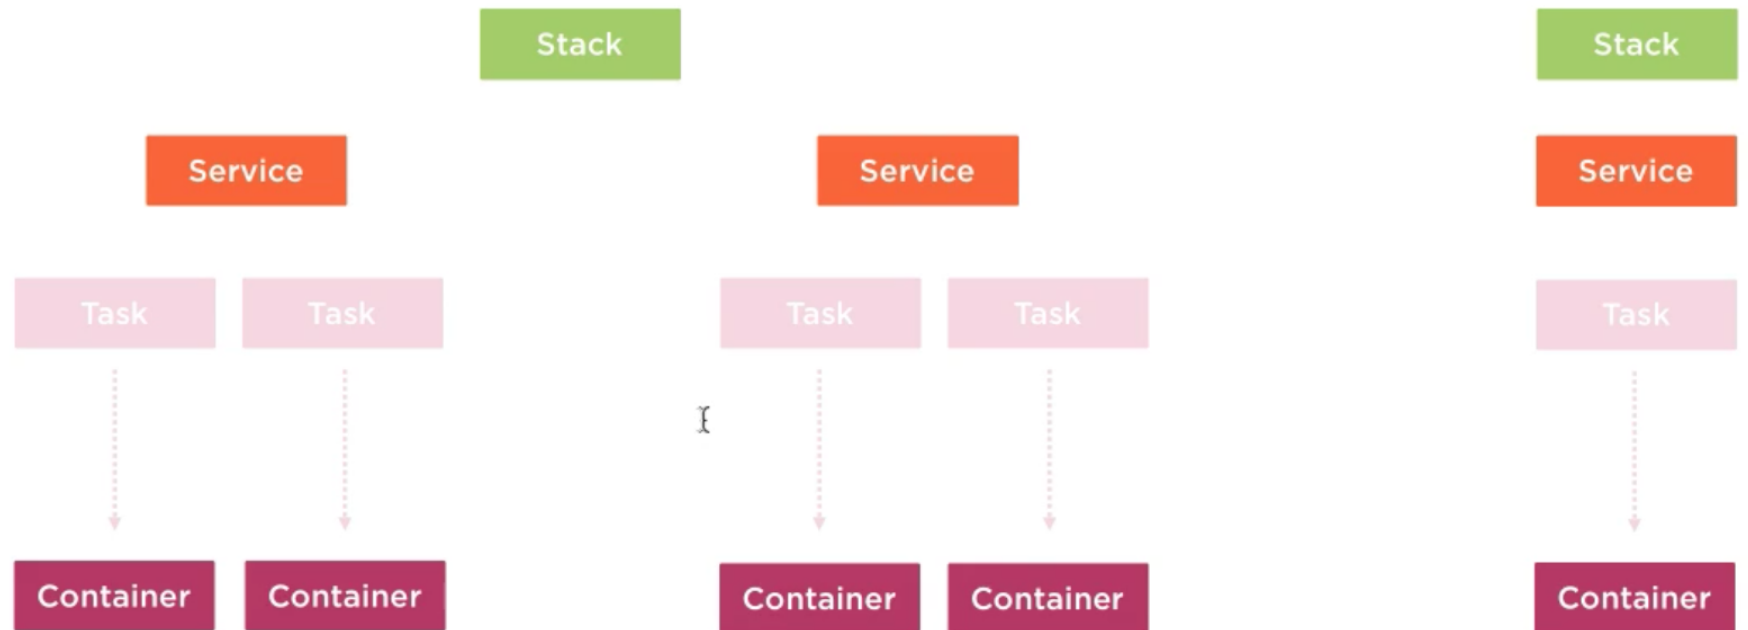 Stack Stack
Service Service Service
Task Task Task Task Task
Container Container Container Container Container